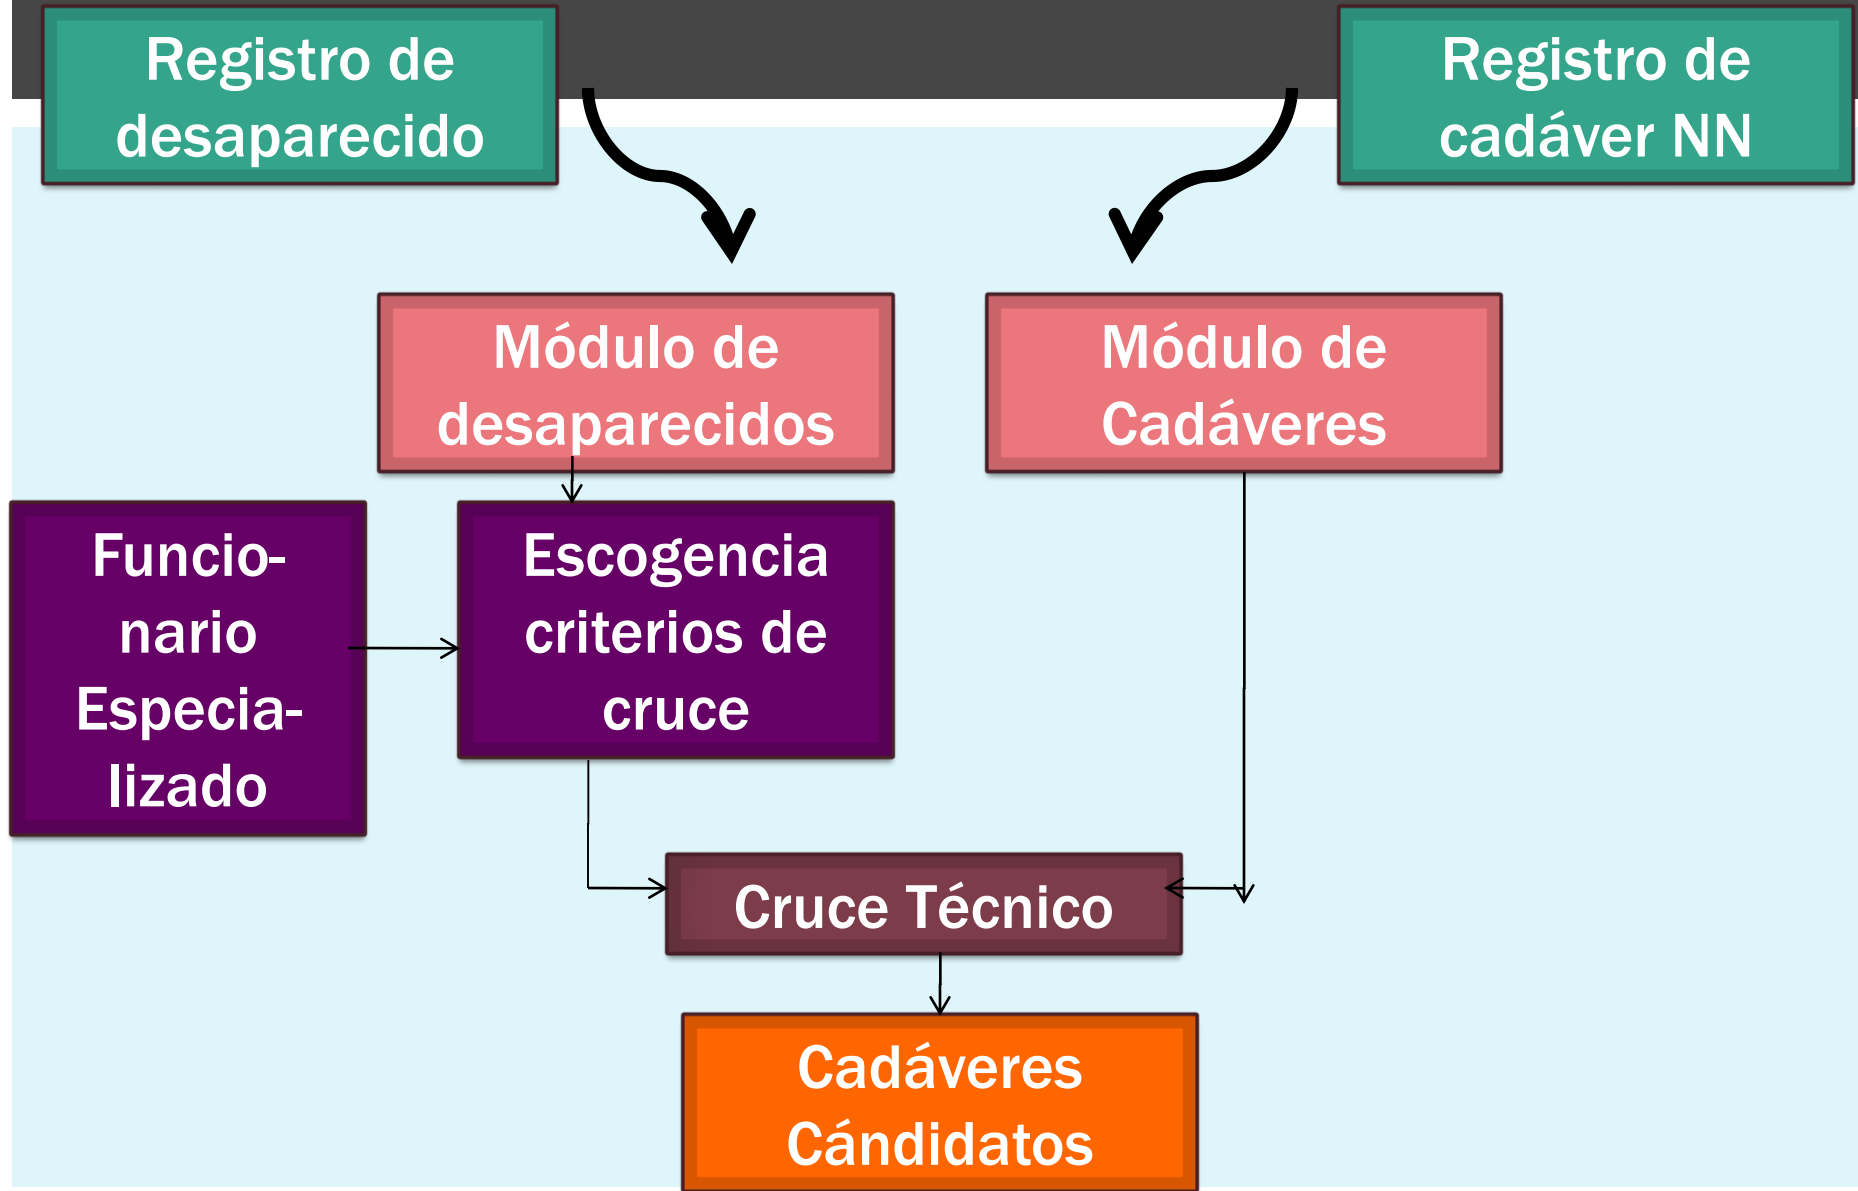 Registro de
desaparecido
Registro de
cadáver NN
Módulo de
desaparecidos
Módulo de
Cadáveres
Funcio-
nario
Especia-
lizado
Escogencia
criterios de
cruce
Cruce Técnico
Cadáveres
Cándidatos